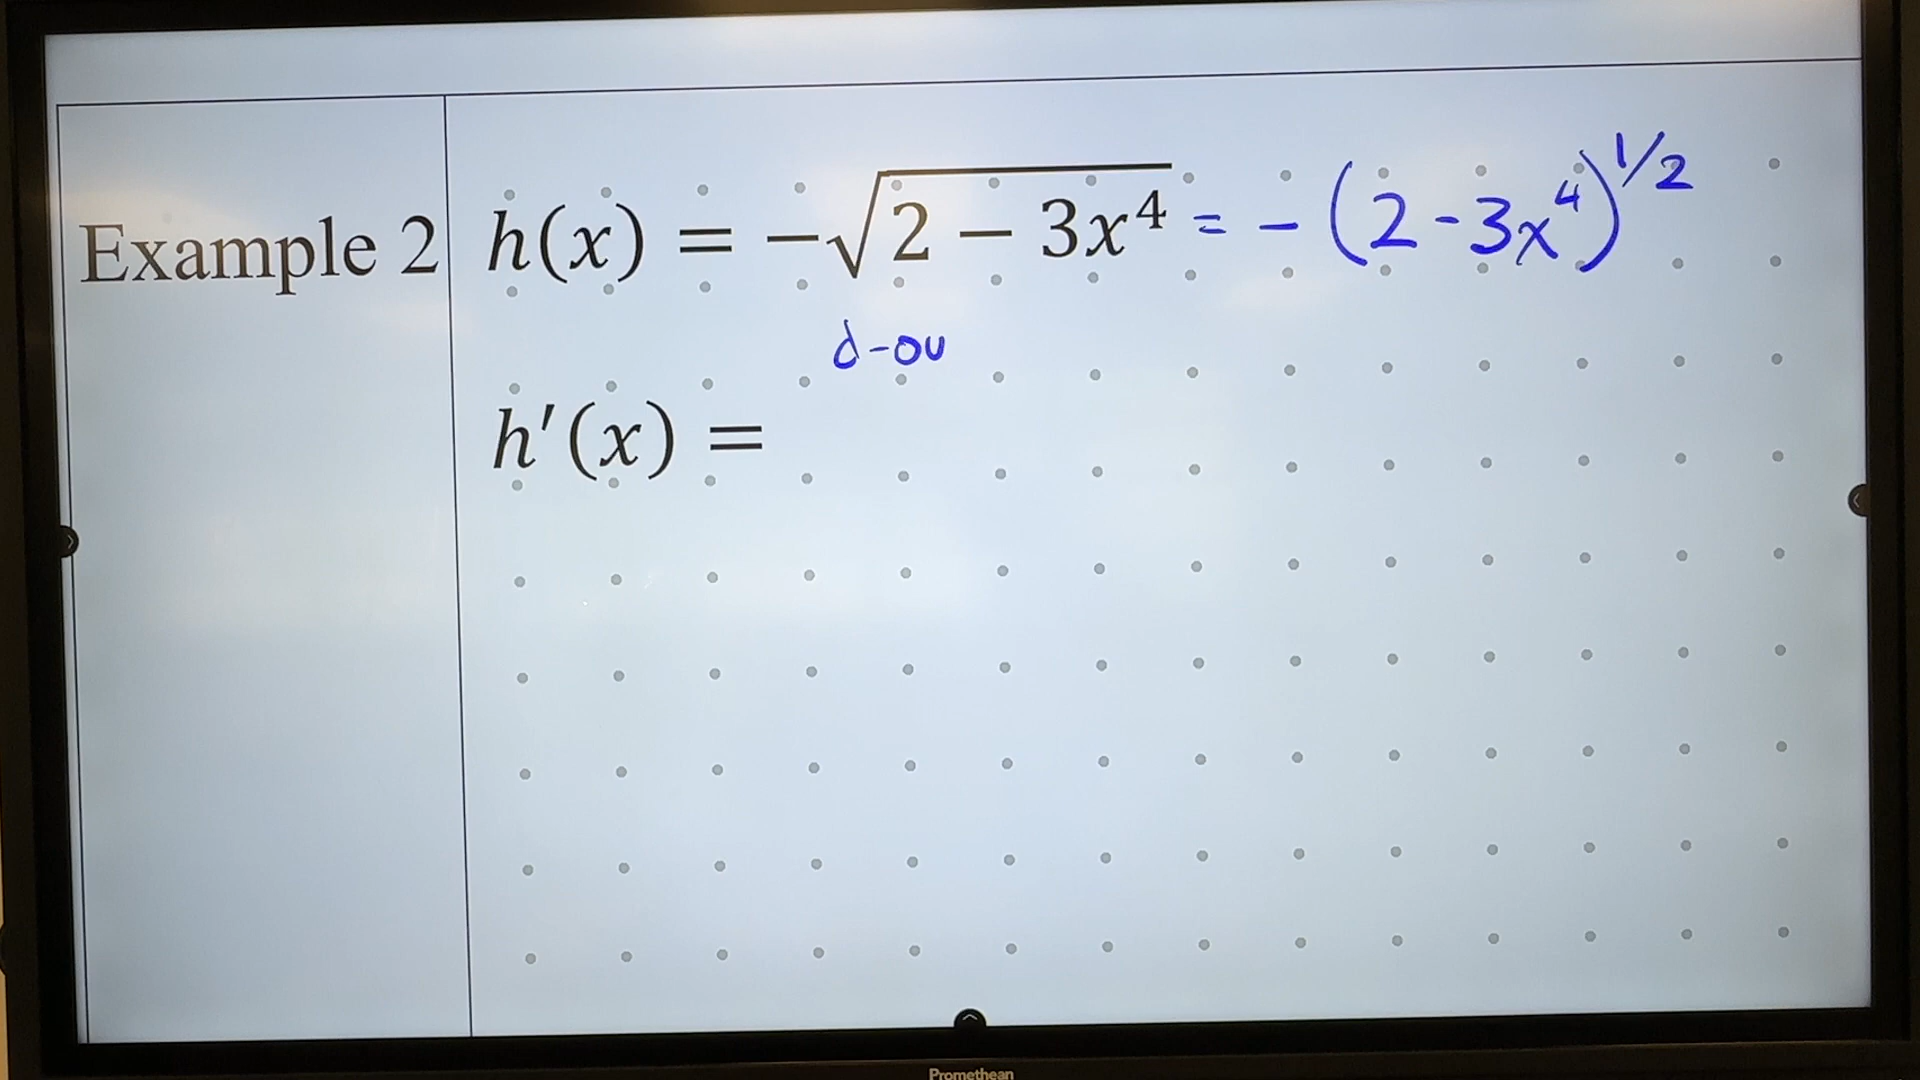 Example 2 h(x) = −√(2 − 3x⁴) = - (2-3x⁴)^1/2
d-ou
h′(x) =
Promethean